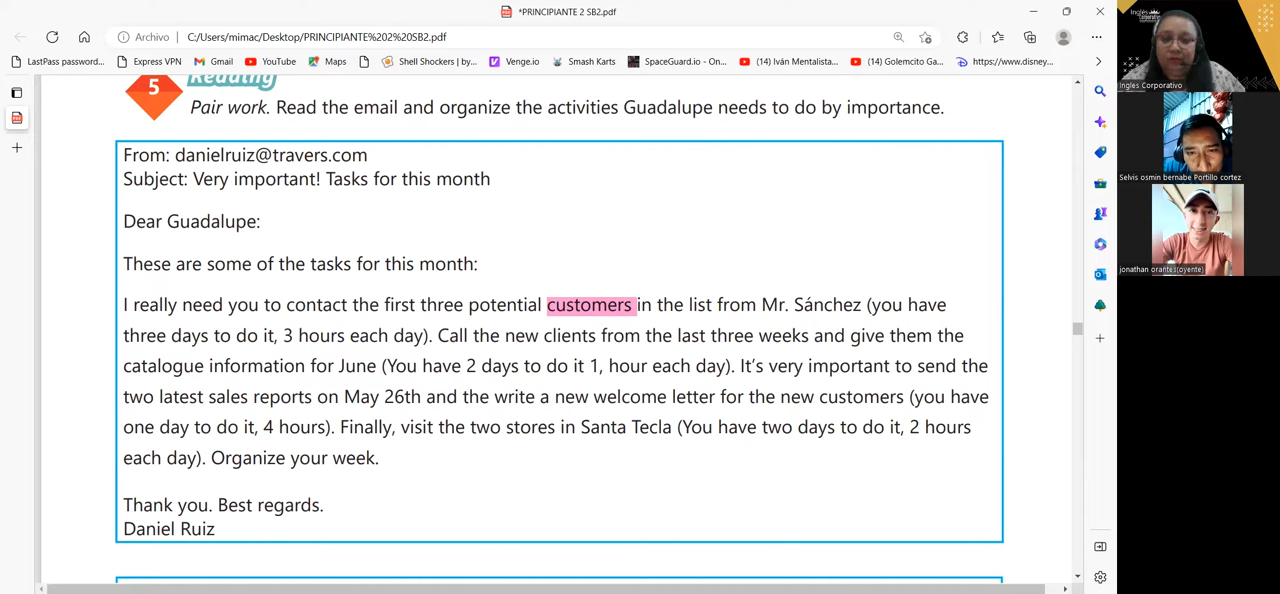 *PRINCIPIANTE 2 SB2.pdf
Archivo C:/Users/mimac/Desktop/PRINCIPIANTE%202%20SB2.pdf
LastPass password... Express VPN Gmail YouTube Maps Shell Shockers | by... Venge.io Smash Karts SpaceGuard.io - On... (14) Iván Mentalista... (14) Golemcito Ga... https://www.disney...
5 Reading
Pair work. Read the email and organize the activities Guadalupe needs to do by importance.
From: danielruiz@travers.com
Subject: Very important! Tasks for this month
Dear Guadalupe:
These are some of the tasks for this month:
I really need you to contact the first three potential customers in the list from Mr. Sánchez (you have
three days to do it, 3 hours each day). Call the new clients from the last three weeks and give them the
catalogue information for June (You have 2 days to do it 1, hour each day). It's very important to send the
two latest sales reports on May 26th and the write a new welcome letter for the new customers (you have
one day to do it, 4 hours). Finally, visit the two stores in Santa Tecla (You have two days to do it, 2 hours
each day). Organize your week.
Thank you. Best regards.
Daniel Ruiz
Inglés
Corporativo
Ingles Corporativo
Selvis osmin bernabe Portillo cortez
jonathan orantes(oyente)